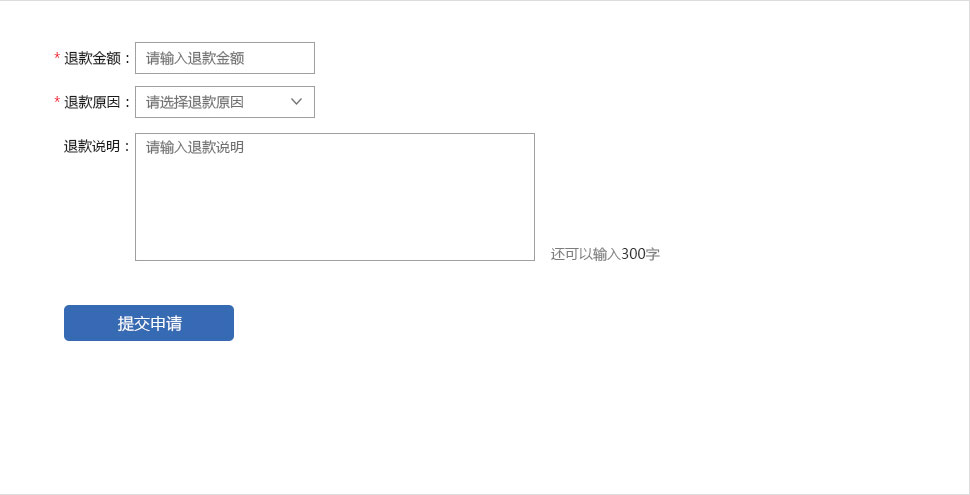 * 退款金额： 请输入退款金额
* 退款原因： 请选择退款原因
退款说明： 请输入退款说明
还可以输入300字
提交申请